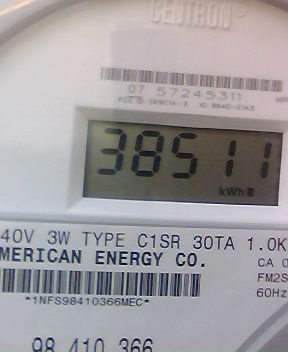 CENTRON®
07 57245311
38511
kWh
40V 3W TYPE C1SR 30TA 1.0K
MERICAN ENERGY CO.
CA 0
FM2S
60Hz
*1NFS98410366MEC*
98 410 366